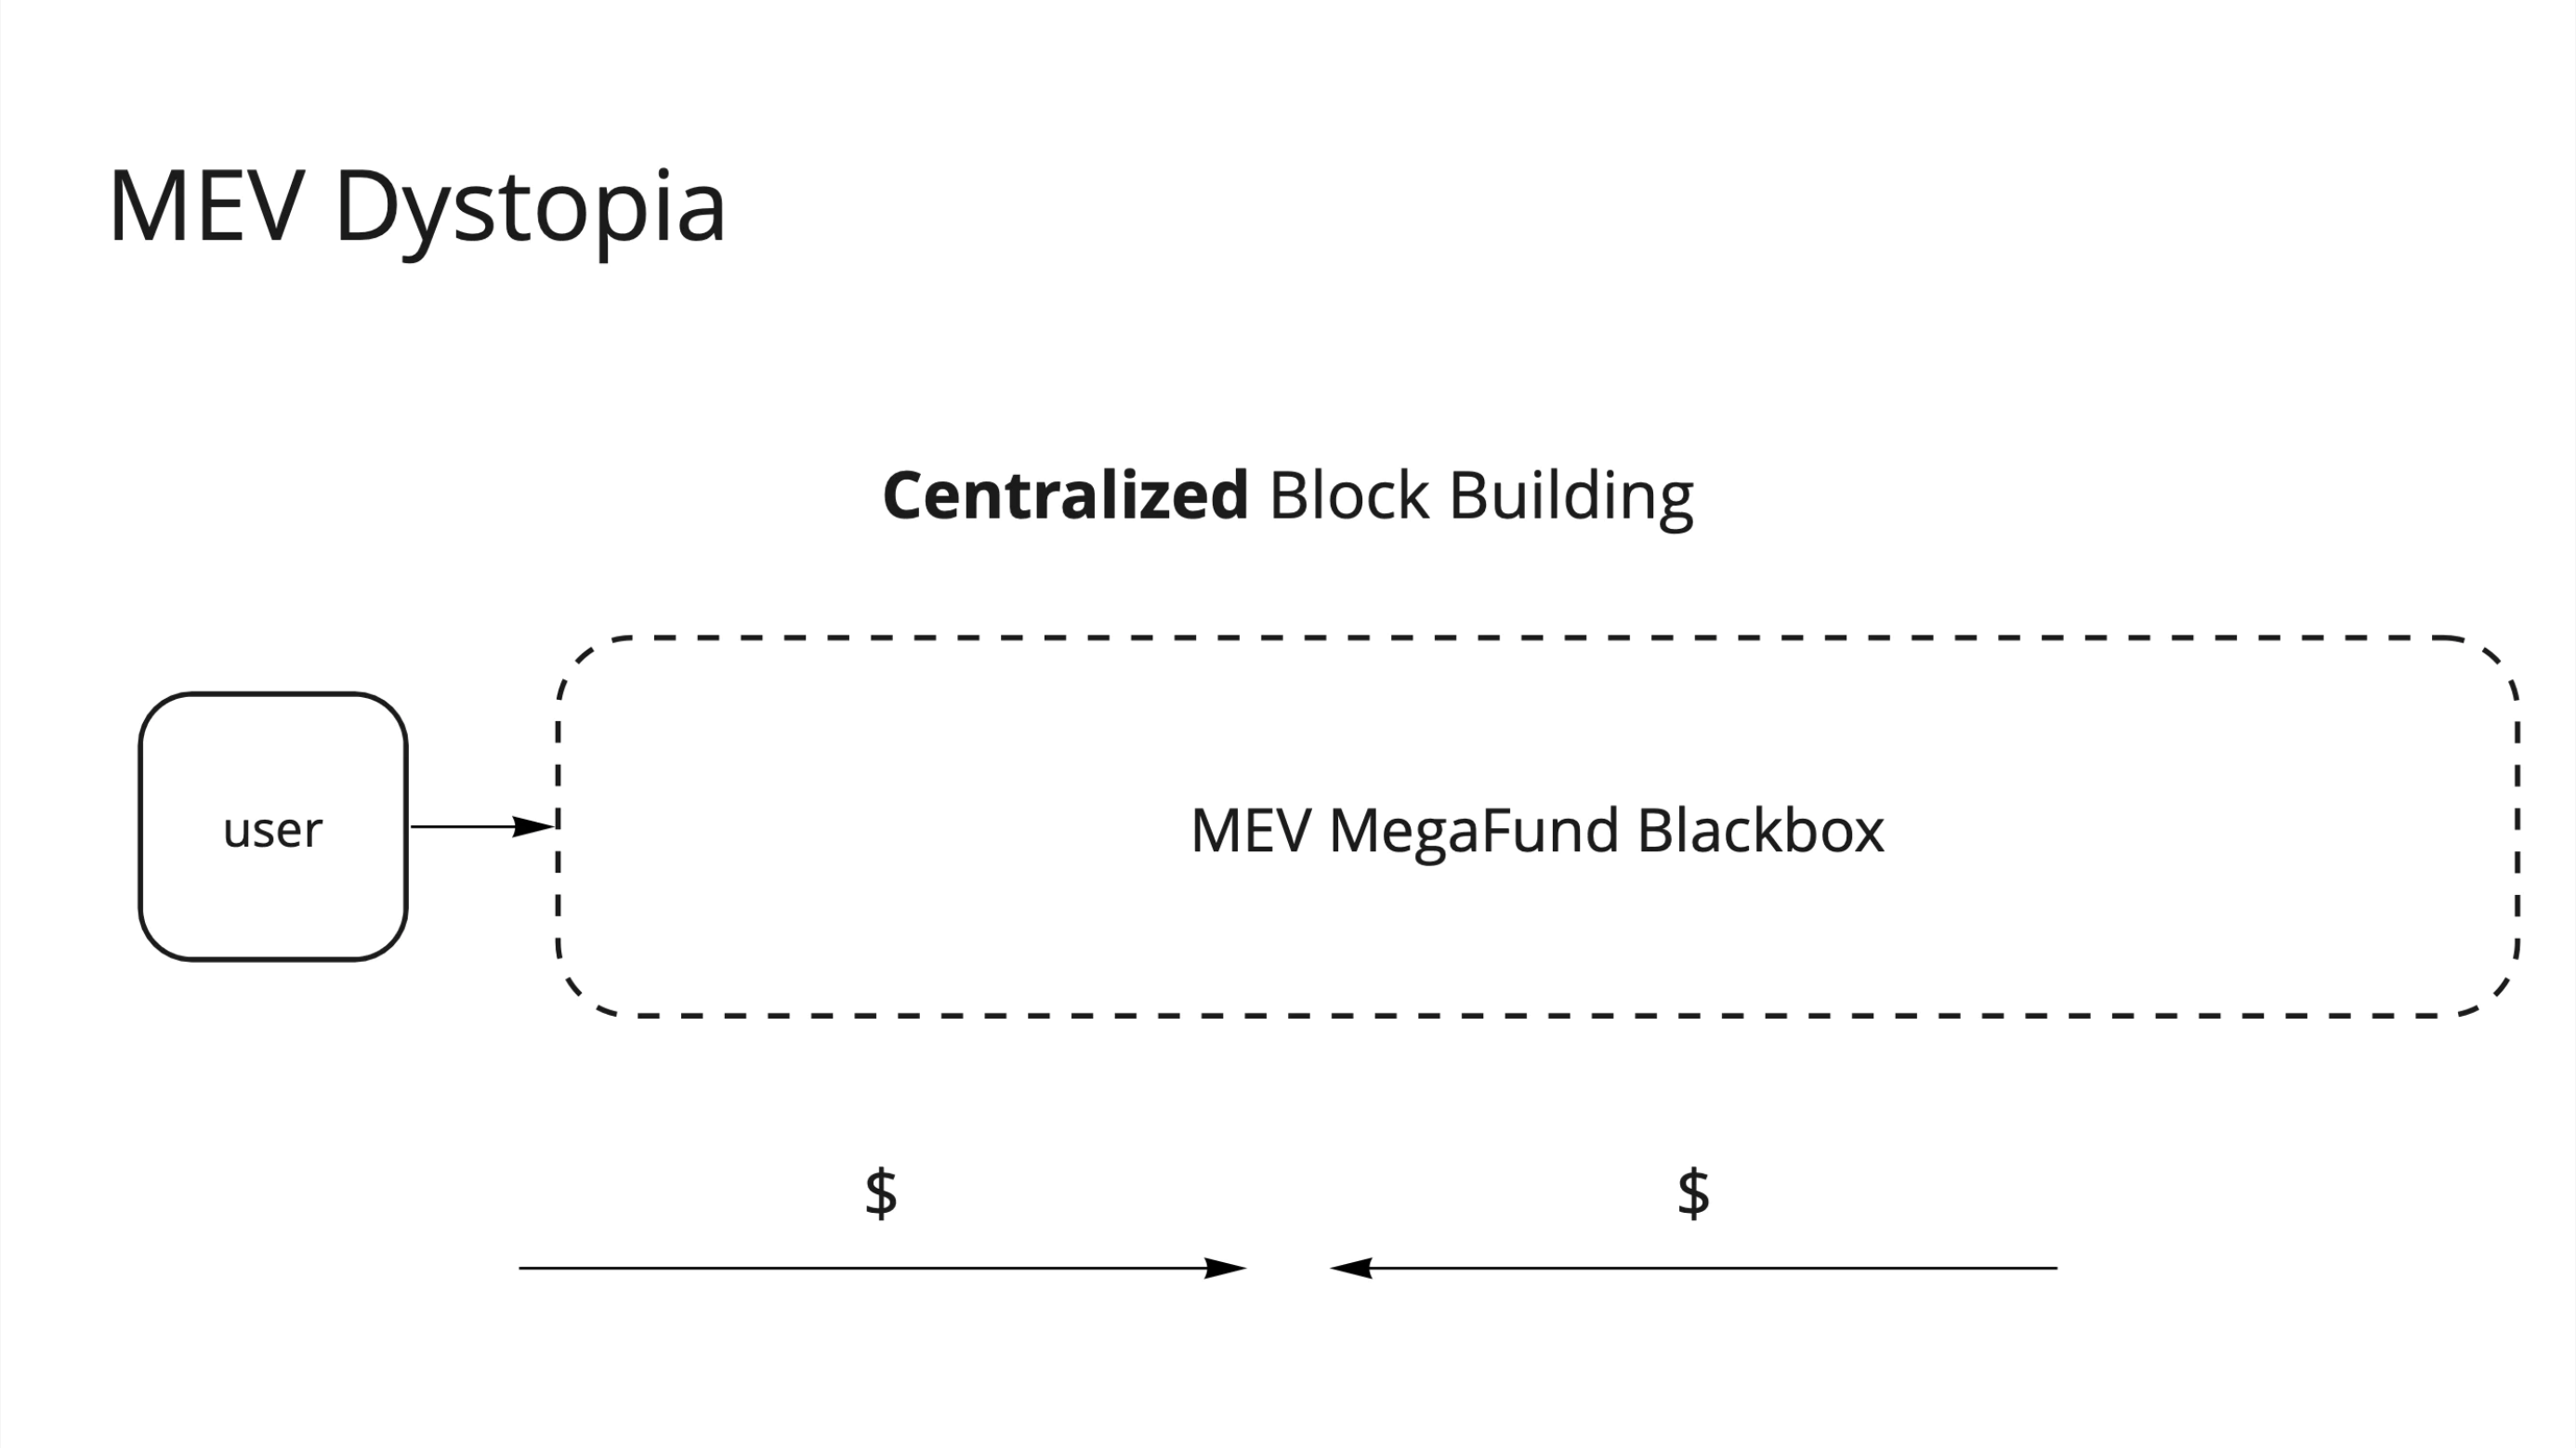 MEV Dystopia
Centralized Block Building
user
MEV MegaFund Blackbox
$
$